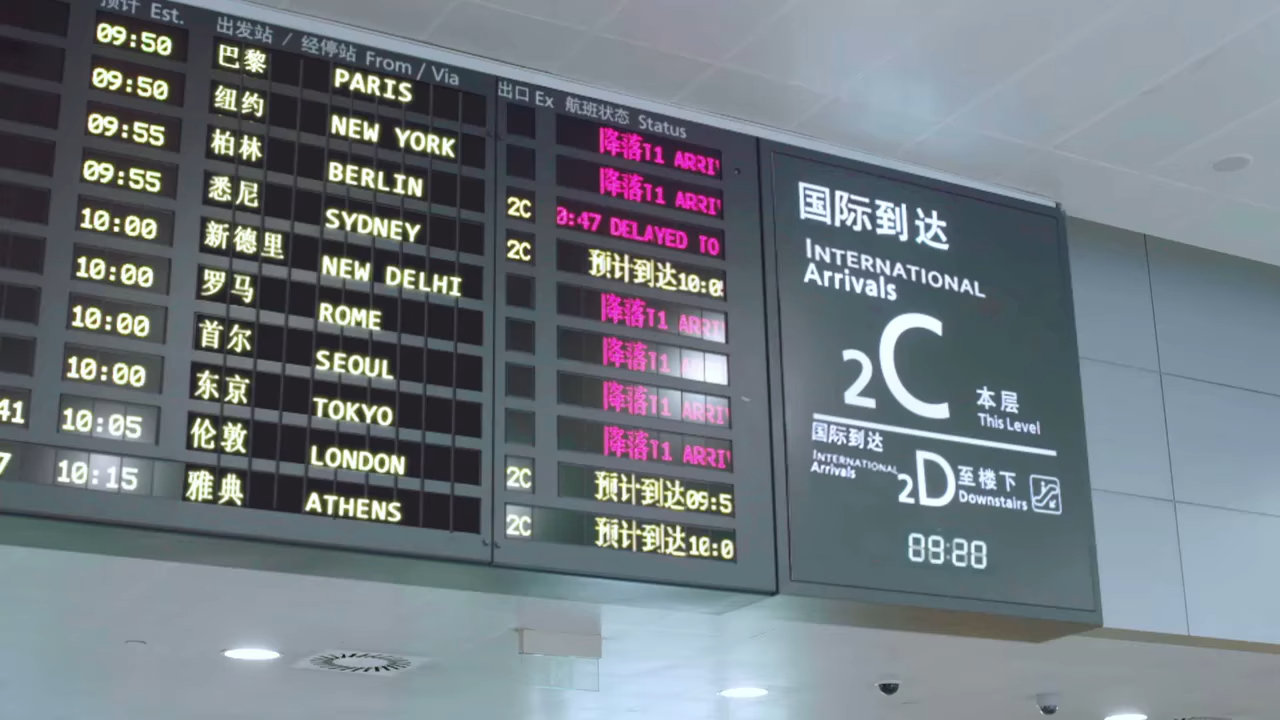 预计 Est. 出发站 / 经停站 From / Via 出口 Ex 航班状态 Status
09:50 巴黎 PARIS 降落T1 ARRI
09:50 纽约 NEW YORK 降落T1 ARRI
09:55 柏林 BERLIN 2C 0:47 DELAYED TO
09:55 悉尼 SYDNEY 2C 预计到达10:0
10:00 新德里 NEW DELHI 降落T1 ARRI
10:00 罗马 ROME 降落T1
10:00 首尔 SEOUL 降落T1 ARRI
10:00 东京 TOKYO 降落T1 ARRI
41 10:05 伦敦 LONDON 2C 预计到达09:5
7 10:15 雅典 ATHENS 2C 预计到达10:0
国际到达
INTERNATIONAL
Arrivals
2C 本层
This Level
国际到达
INTERNATIONAL
Arrivals
2D 至楼下
Downstairs